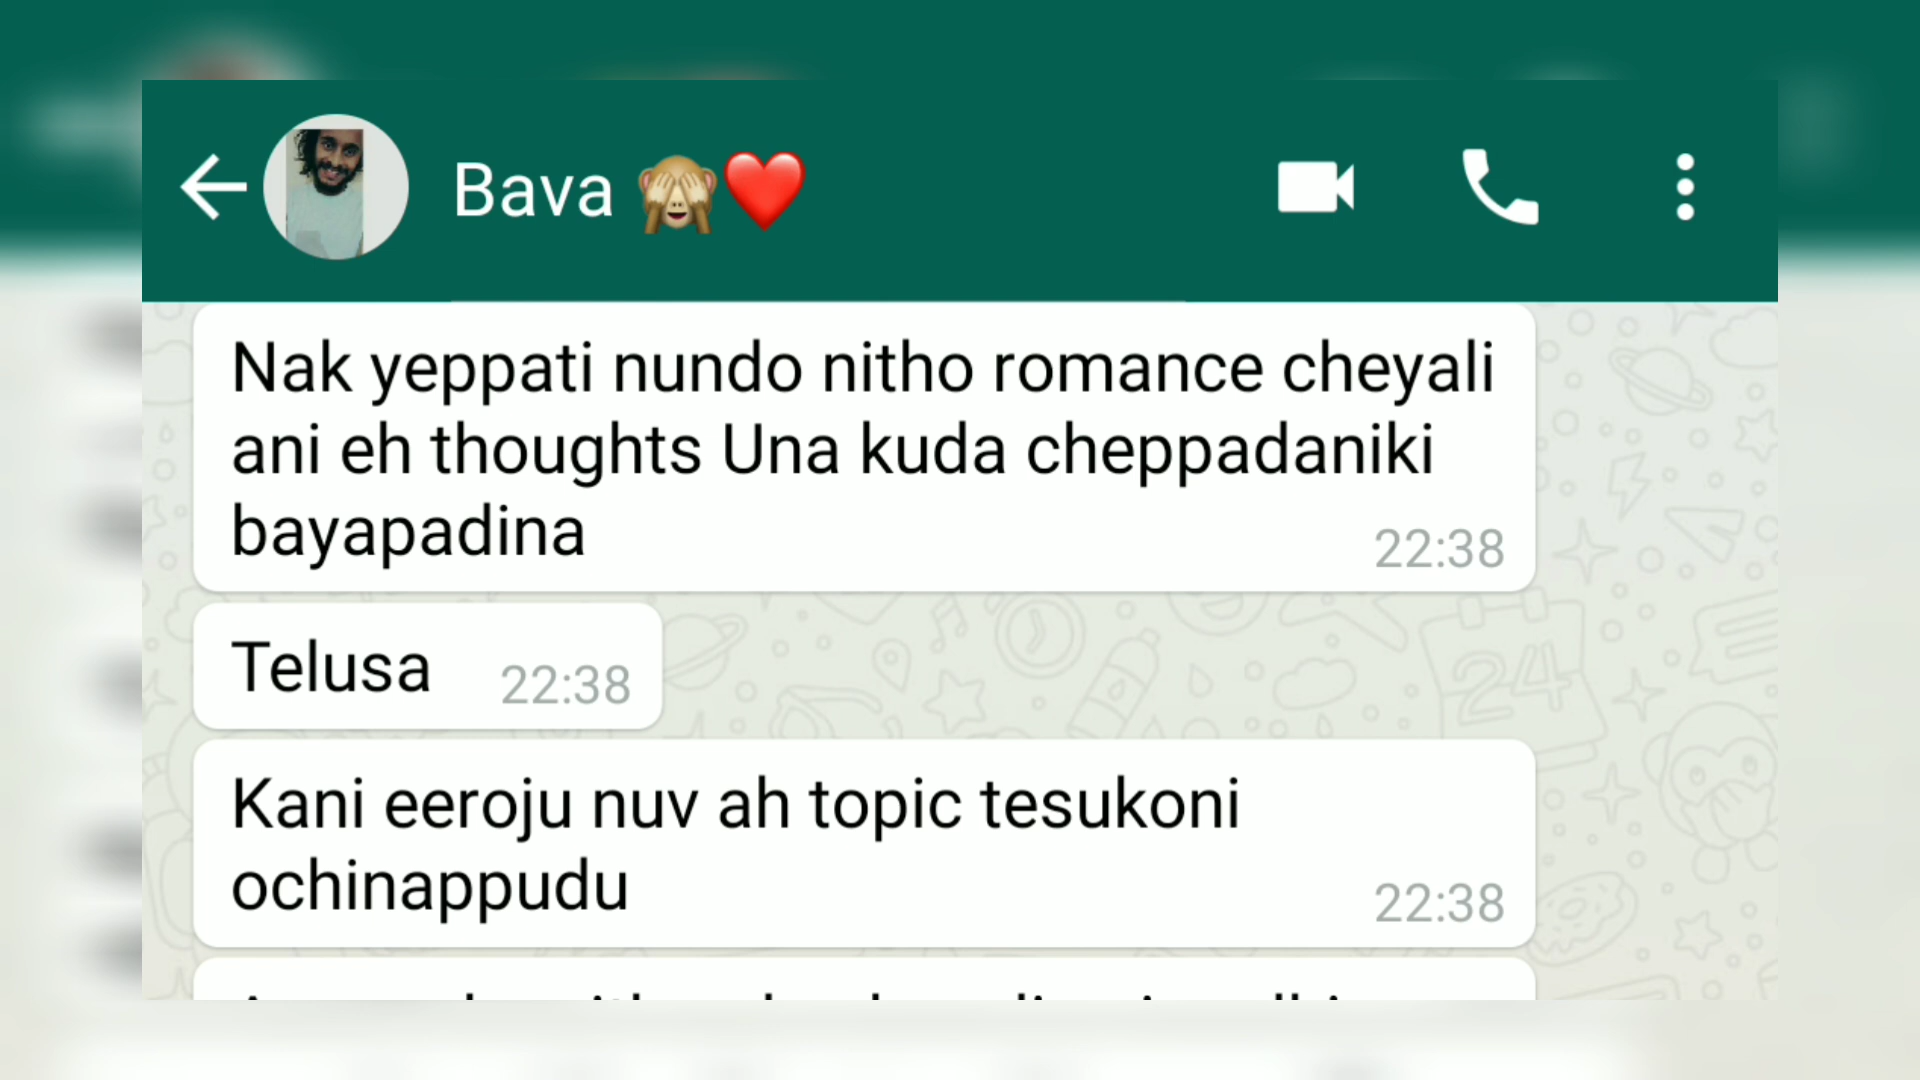 Bava 🙈❤️
Nak yeppati nundo nitho romance cheyali
ani eh thoughts Una kuda cheppadaniki
bayapadina
22:38
Telusa
22:38
Kani eeroju nuv ah topic tesukoni
ochinappudu
22:38